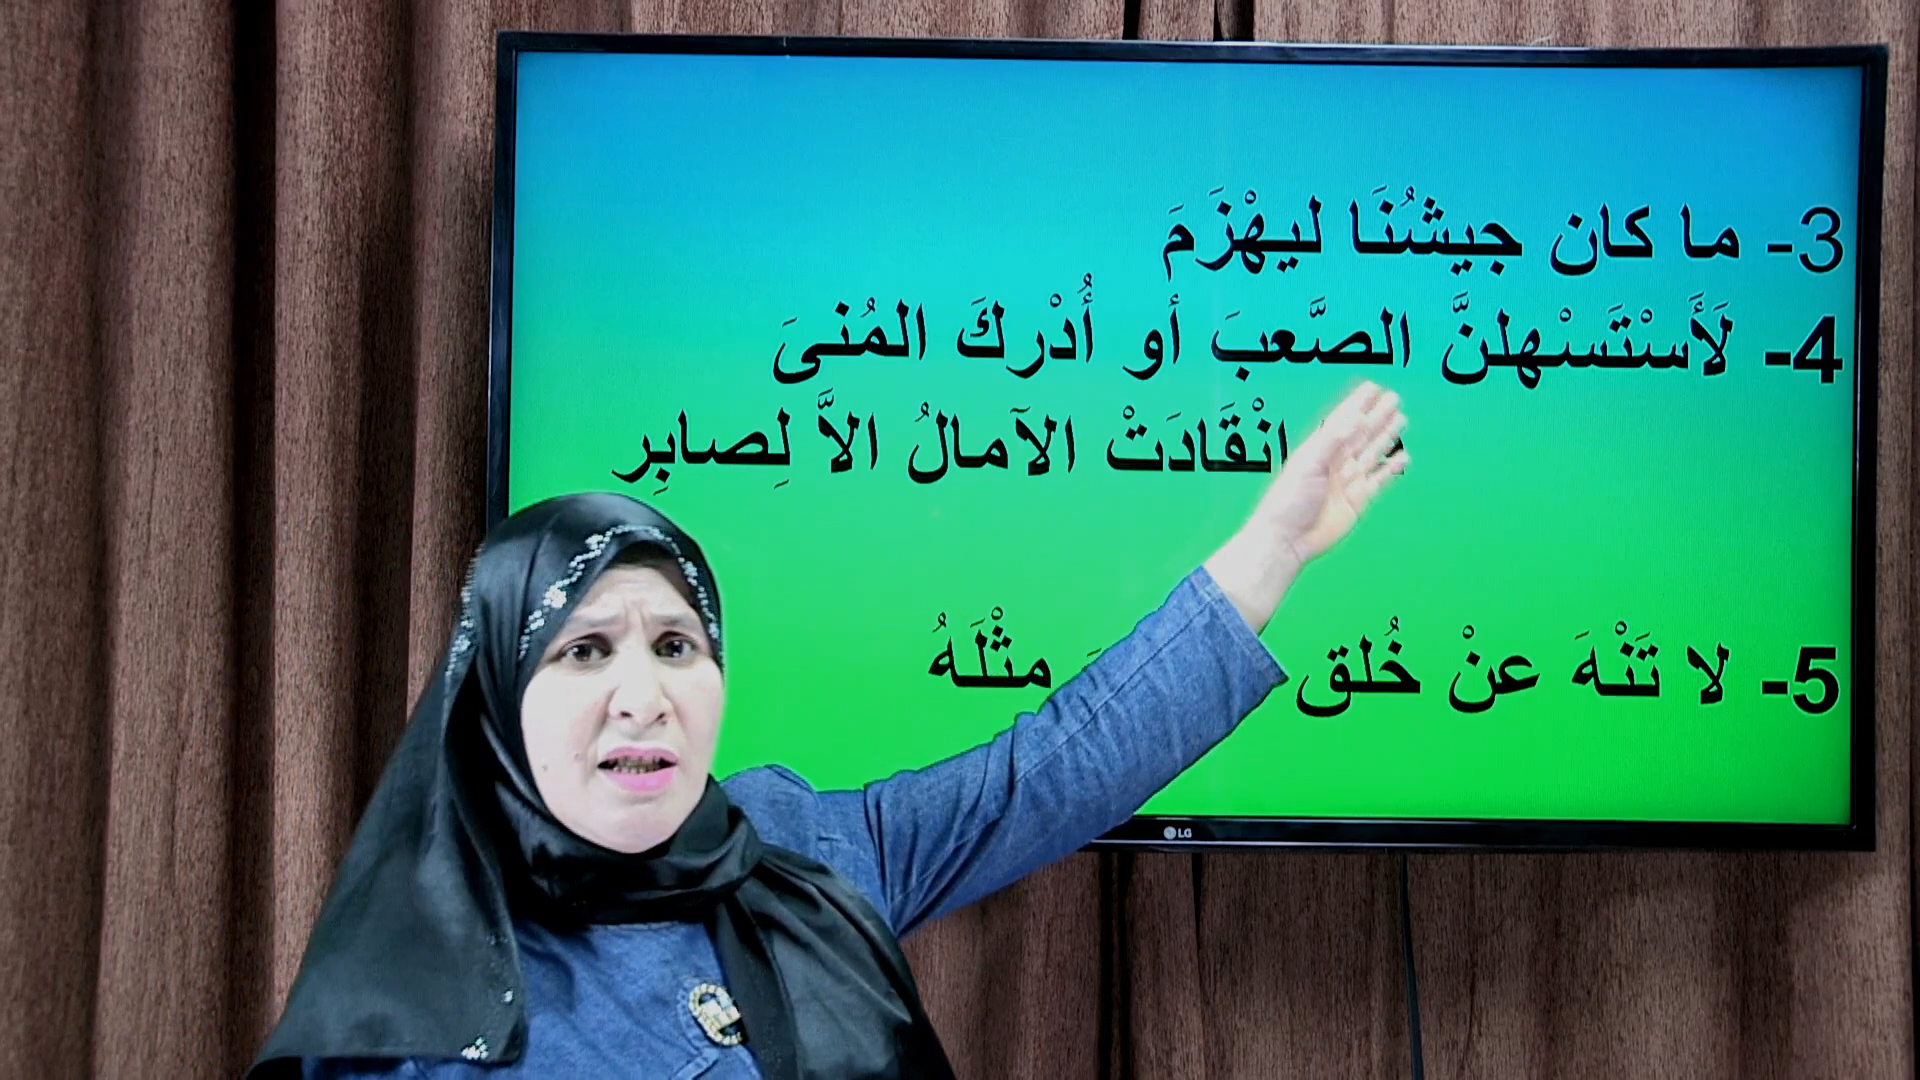 3- ما كان جيشُنَا ليهْزَمَ
4- لَأَسْتَسْهلنَّ الصَّعبَ أو أُدْركَ المُنىَ
انْقَادَتْ الآمالُ الاَّ لِصابِر
5- لا تَنْهَ عنْ خُلق مثْلَهُ
LG